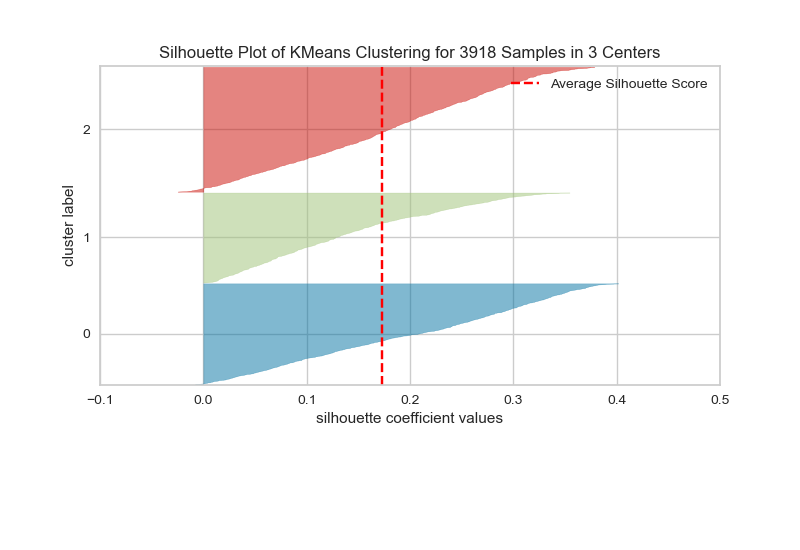 Silhouette Plot of KMeans Clustering for 3918 Samples in 3 Centers
Average Silhouette Score
2
1
0
cluster label
−0.1 0.0 0.1 0.2 0.3 0.4 0.5
silhouette coefficient values